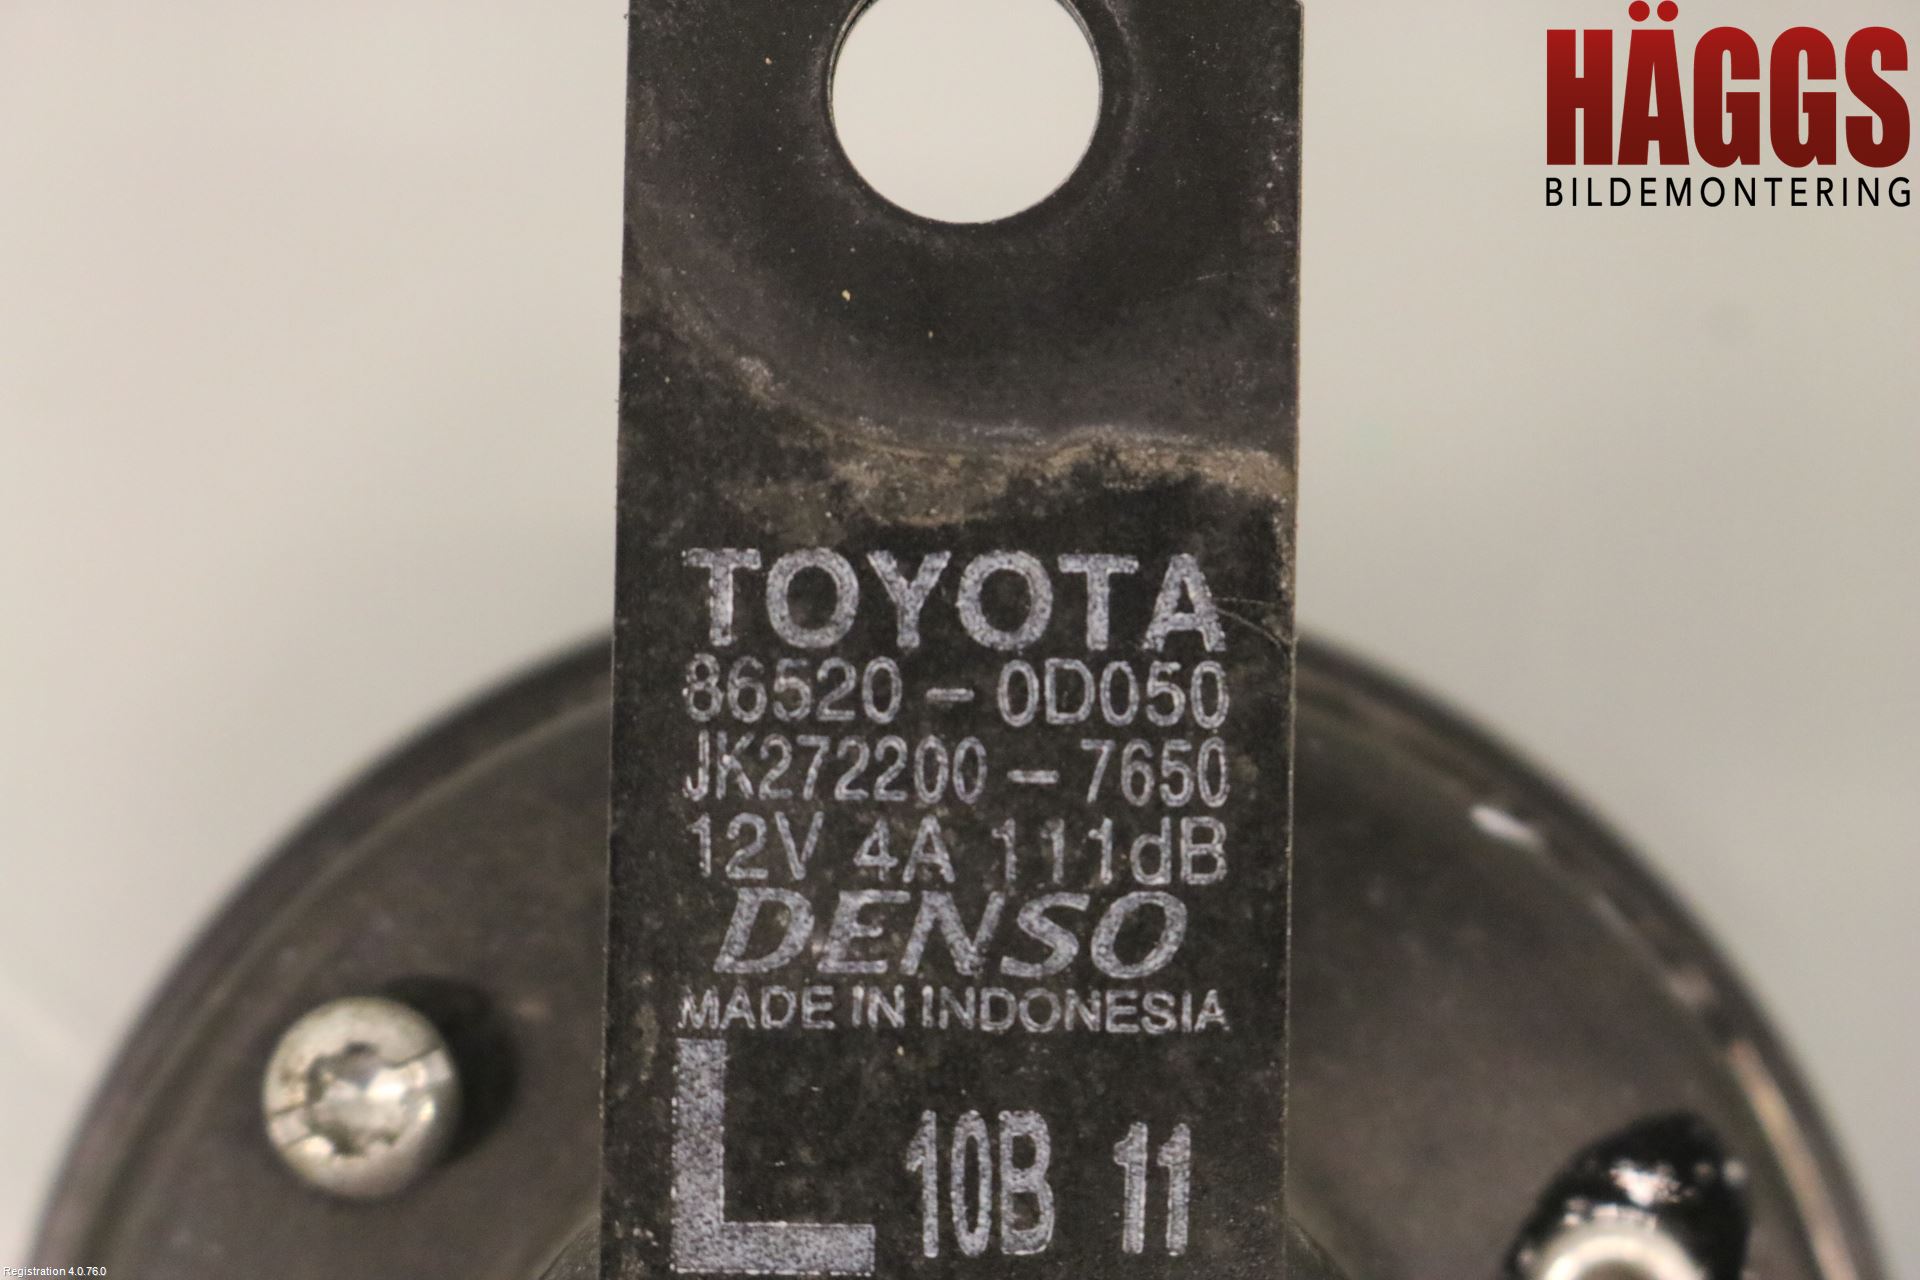 HÄGGS
BILDEMONTERING
TOYOTA
86520-0D050
JK272200-7650
12V 4A 111dB
DENSO
MADE IN INDONESIA
L 10B 11
Registration 4.0.76.0